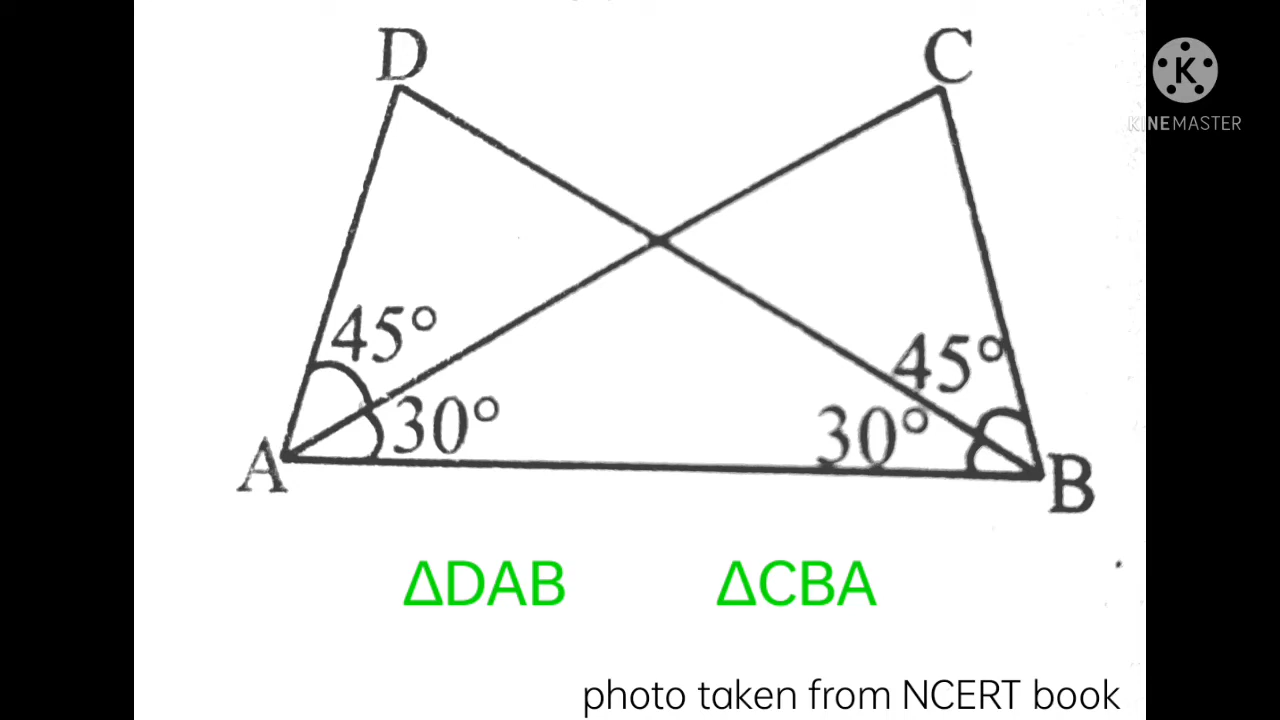 D C
K
KINEMASTER
45°
45°
30° 30°
A B
ΔDAB ΔCBA
photo taken from NCERT book